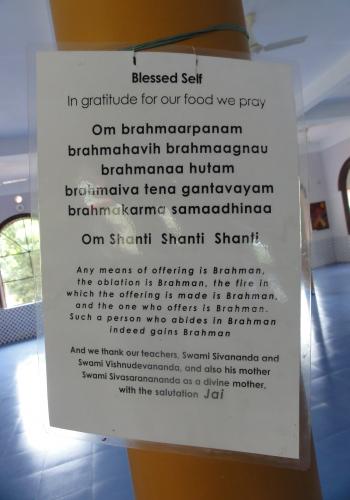 Blessed Self
In gratitude for our food we pray
Om brahmaarpanam
brahmahavih brahmaagnau
brahmanaa hutam
brahmaiva tena gantavayam
brahmakarma samaadhinaa
Om Shanti Shanti Shanti
Any means of offering is Brahman,
the oblation is Brahman, the fire in
which the offering is made is Brahman,
and the one who offers is Brahman.
Such a person who abides in Brahman
indeed gains Brahman
And we thank our teachers, Swami Sivananda and
Swami Vishnudevananda, and also his mother
Swami Sivasaranananda as a divine mother,
with the salutation Jai